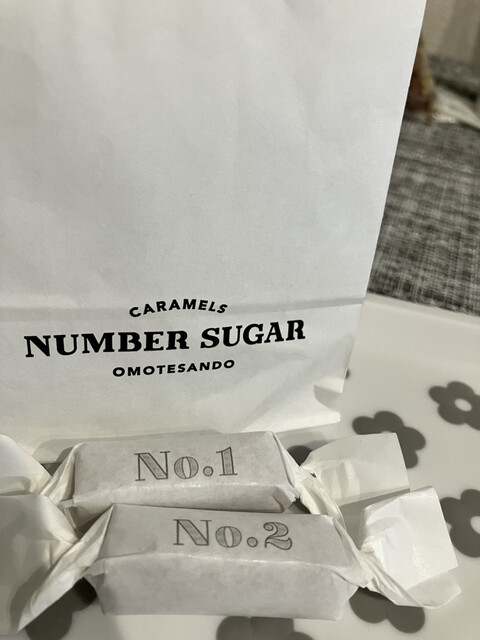 CARAMELS
NUMBER SUGAR
OMOTESANDO
No.1
No.2